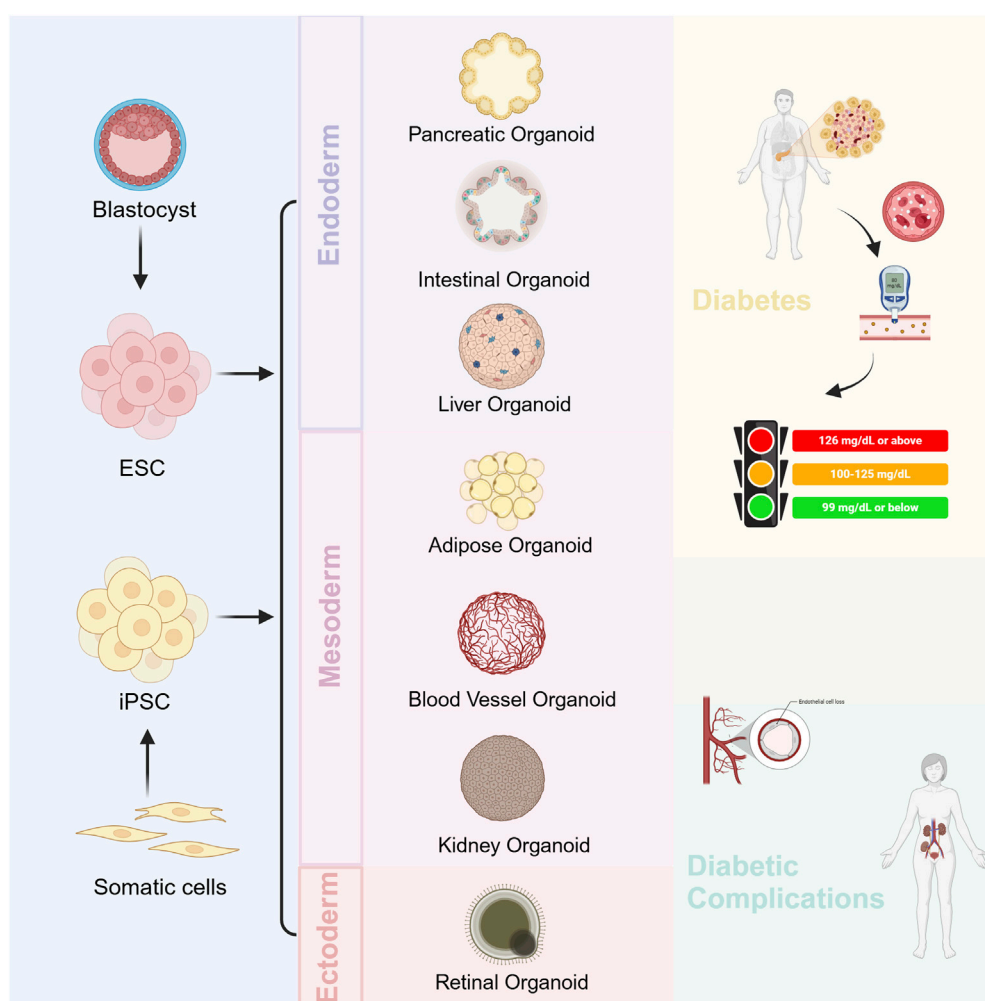 Blastocyst
ESC
iPSC
Somatic cells
Endoderm
Mesoderm
Ectoderm
Pancreatic Organoid
Intestinal Organoid
Liver Organoid
Adipose Organoid
Blood Vessel Organoid
Kidney Organoid
Retinal Organoid
Diabetes
mg/dL
126 mg/dL or above
100-125 mg/dL
99 mg/dL or below
Endothelial cell loss
Diabetic
Complications